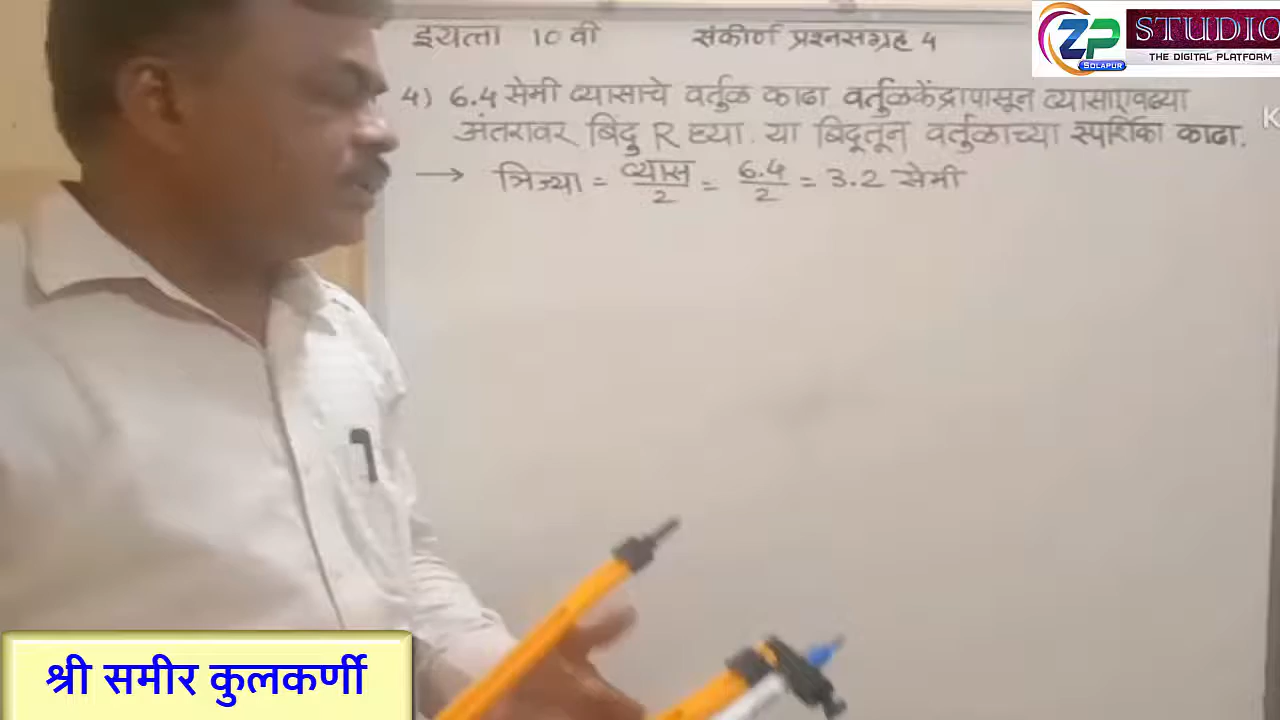 इयत्ता 10 वी संकीर्ण प्रश्नसंग्रह 4
ZP STUDIO
SOLAPUR
THE DIGITAL PLATFORM
4) 6.4 सेमी व्यासाचे वर्तुळ काढा वर्तुळकेंद्रापासून व्यासाएवढ्या
अंतरावर बिंदु R घ्या. या बिंदूतून वर्तुळाच्या स्पर्शिका काढा.
→ त्रिज्या = व्यास/2 = 6.4/2 = 3.2 सेमी
श्री समीर कुलकर्णी